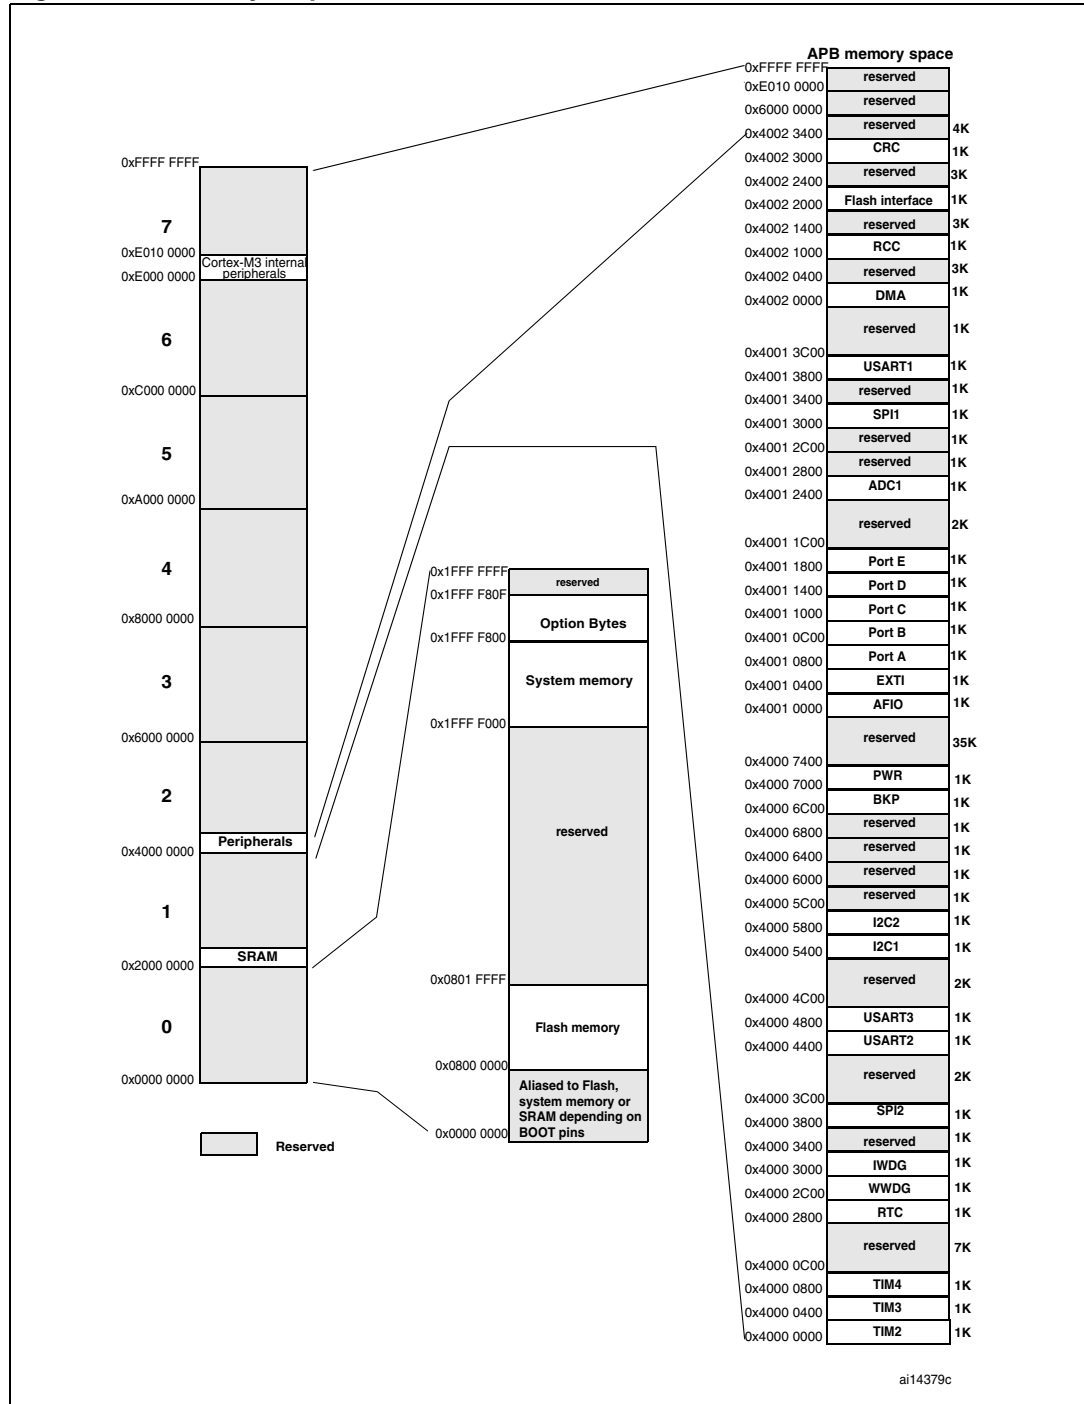 APB memory space
0xFFFF FFFF
reserved
0xE010 0000
reserved
0x6000 0000
reserved
4K
0x4002 3400
CRC
1K
0x4002 3000
reserved
3K
0x4002 2400
Flash interface
1K
0x4002 2000
reserved
3K
0x4002 1400
RCC
1K
0x4002 1000
reserved
3K
0x4002 0400
DMA
1K
0x4002 0000
reserved
1K
0x4001 3C00
USART1
1K
0x4001 3800
reserved
1K
0x4001 3400
SPI1
1K
0x4001 3000
reserved
1K
0x4001 2C00
reserved
1K
0x4001 2800
ADC1
1K
0x4001 2400
reserved
2K
0x4001 1C00
Port E
1K
0x4001 1800
Port D
1K
0x4001 1400
Port C
1K
0x4001 1000
Port B
1K
0x4001 0C00
Port A
1K
0x4001 0800
EXTI
1K
0x4001 0400
AFIO
1K
0x4001 0000
reserved
35K
0x4000 7400
PWR
1K
0x4000 7000
BKP
1K
0x4000 6C00
reserved
1K
0x4000 6800
reserved
1K
0x4000 6400
reserved
1K
0x4000 6000
reserved
1K
0x4000 5C00
I2C2
1K
0x4000 5800
I2C1
1K
0x4000 5400
reserved
2K
0x4000 4C00
USART3
1K
0x4000 4800
USART2
1K
0x4000 4400
reserved
2K
0x4000 3C00
SPI2
1K
0x4000 3800
reserved
1K
0x4000 3400
IWDG
1K
0x4000 3000
WWDG
1K
0x4000 2C00
RTC
1K
0x4000 2800
reserved
7K
0x4000 0C00
TIM4
1K
0x4000 0800
TIM3
1K
0x4000 0400
TIM2
1K
0x4000 0000
0xFFFF FFFF
7
0xE010 0000
Cortex-M3 internal
peripherals
0xE000 0000
6
0xC000 0000
5
0xA000 0000
4
0x8000 0000
3
0x6000 0000
2
Peripherals
0x4000 0000
1
SRAM
0x2000 0000
0
0x0000 0000
Reserved
0x1FFF FFFF
reserved
0x1FFF F80F
Option Bytes
0x1FFF F800
System memory
0x1FFF F000
reserved
0x0801 FFFF
Flash memory
0x0800 0000
Aliased to Flash,
system memory or
SRAM depending on
BOOT pins
0x0000 0000
ai14379c